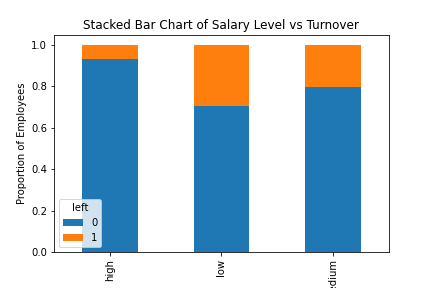 Stacked Bar Chart of Salary Level vs Turnover
Proportion of Employees
1.0
0.8
0.6
0.4
0.2
0.0
left
0
1
high
low
edium